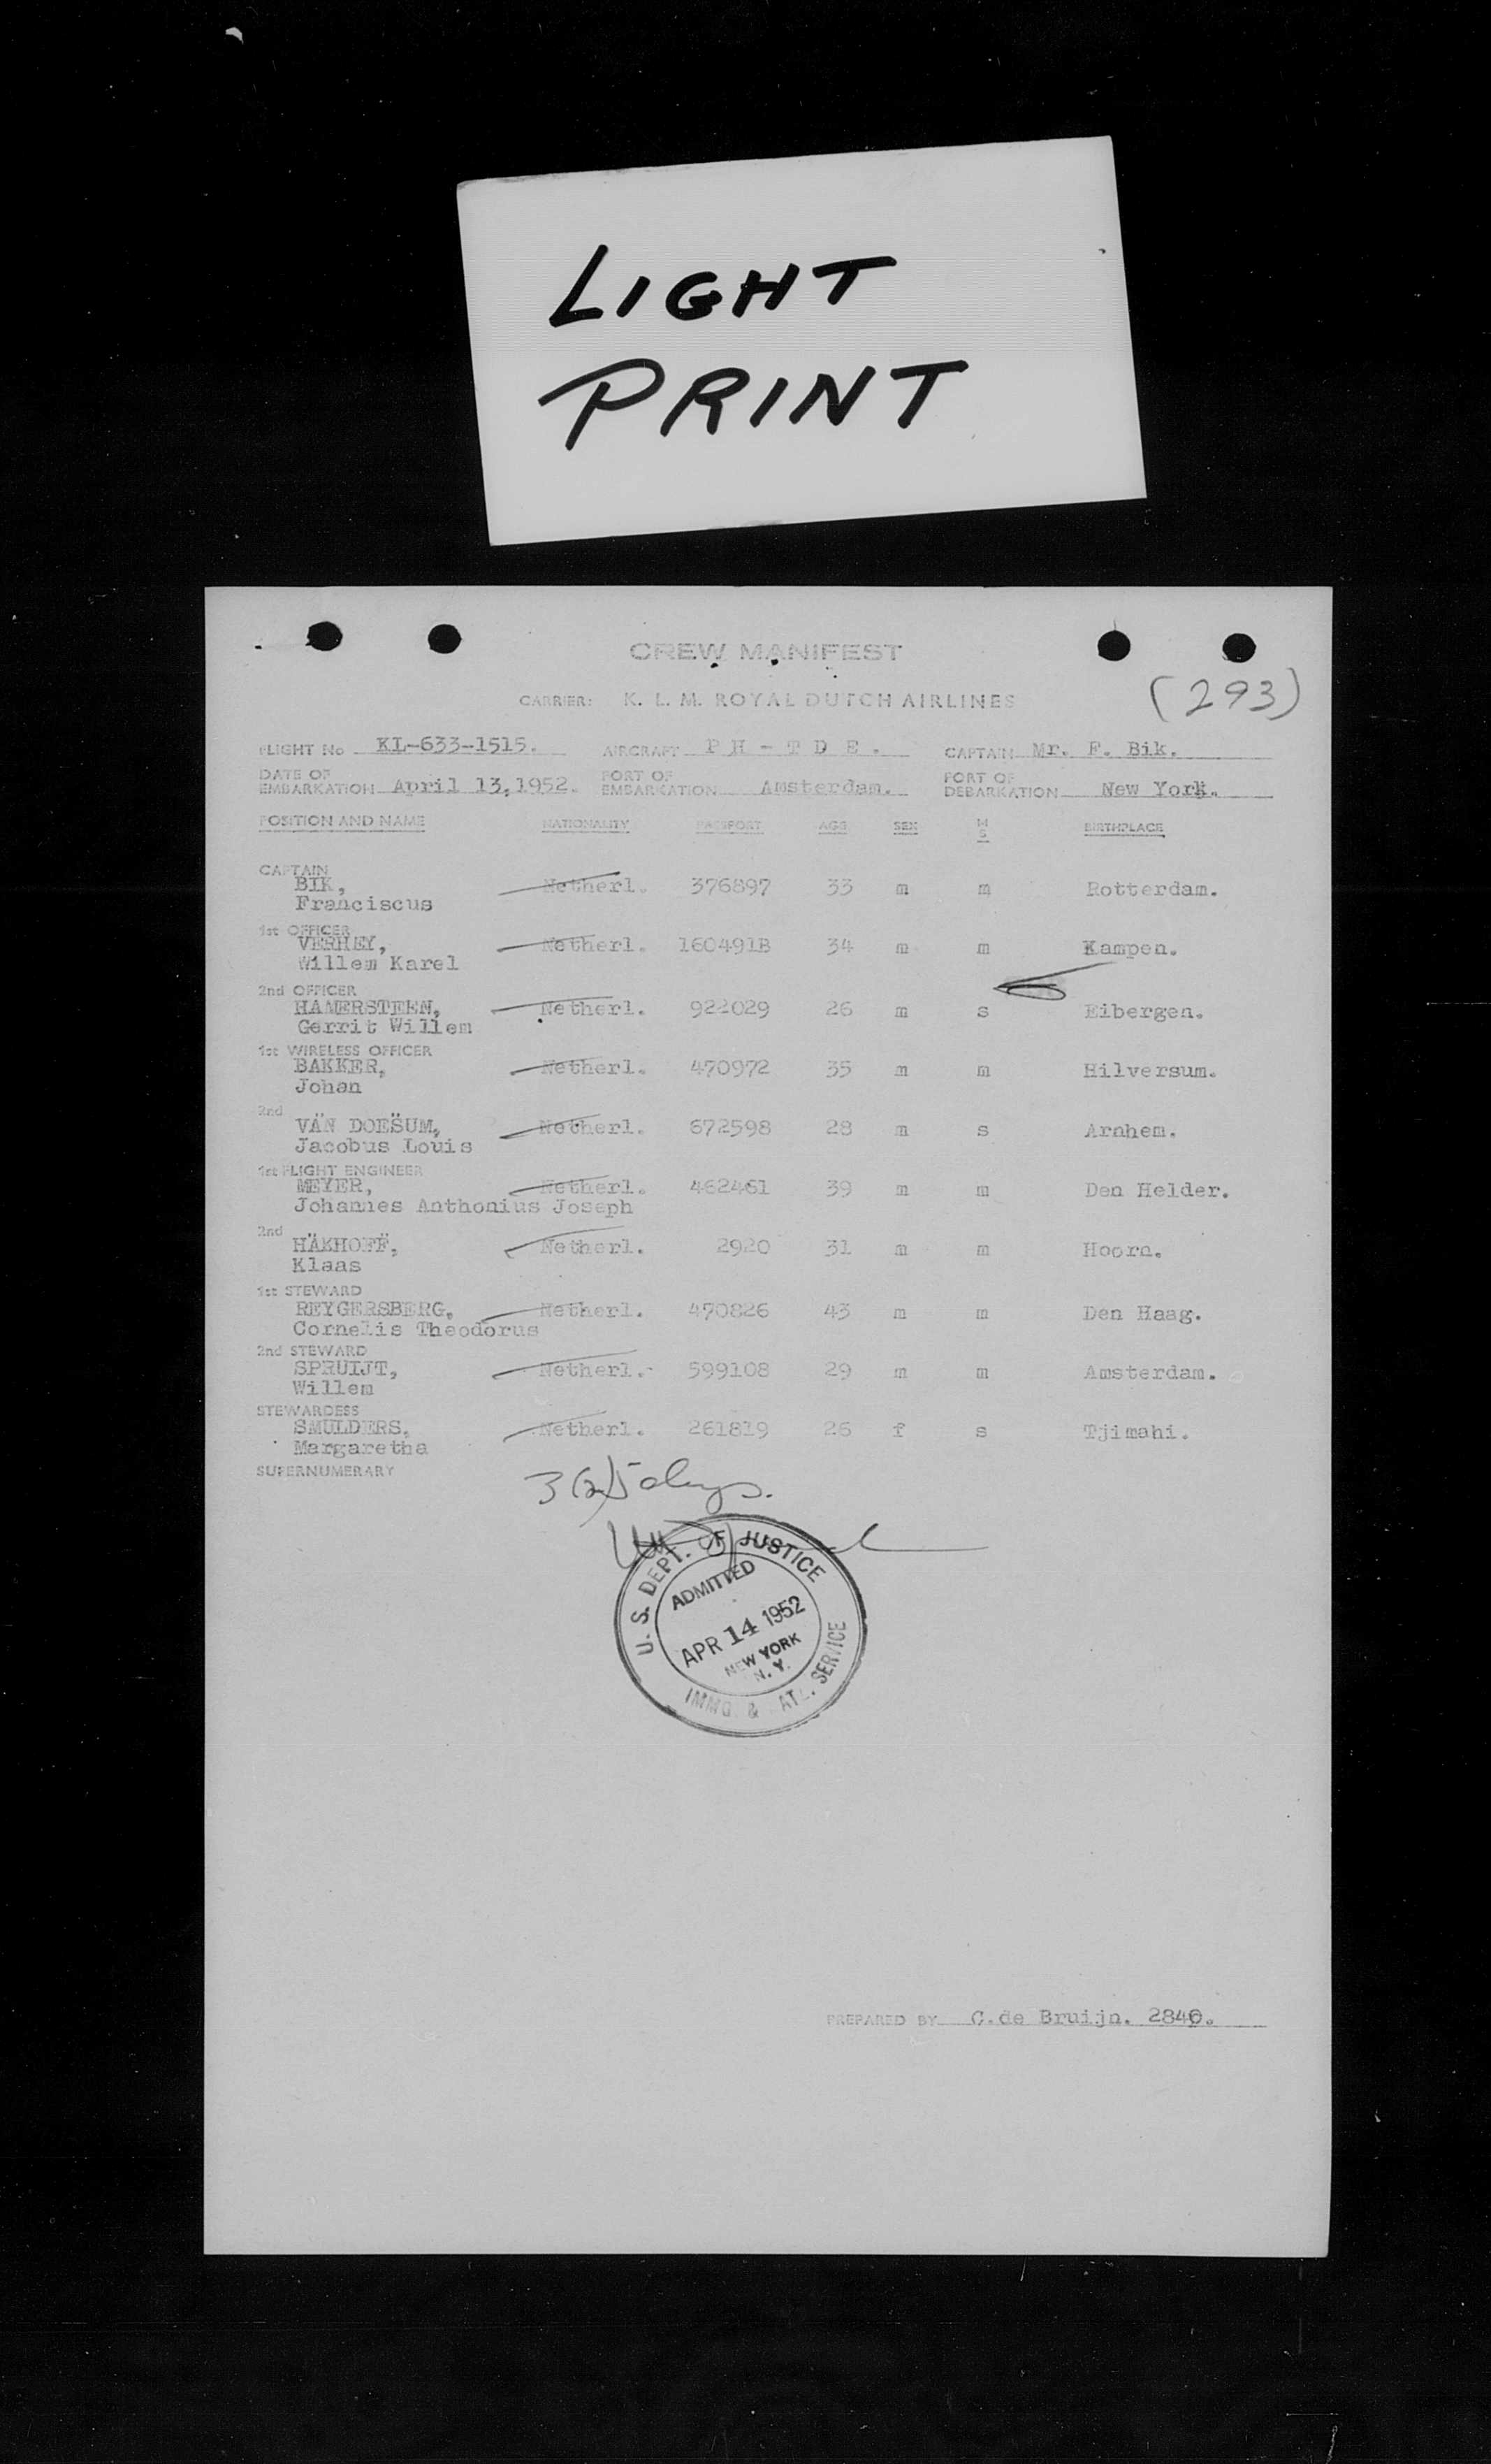 LIGHT
PRINT
CREW MANIFEST
(293)
CARRIER: K. L. M. ROYAL DUTCH AIRLINES
FLIGHT No KL-633-1515. AIRCRAFT P H - T D E . CAPTAIN Mr. F. Bik.
DATE OF EMBARKATION April 13,1952. PORT OF EMBARKATION Amsterdam. PORT OF DEBARKATION New York.
POSITION AND NAME NATIONALITY PASSPORT AGE SEX M S BIRTHPLACE
CAPTAIN
BIK, Netherl. 376897 33 m m Rotterdam.
Franciscus
1st OFFICER
VERHEY, Netherl. 160491B 34 m m Kampen.
Willem Karel
2nd OFFICER
HAMERSTEEN, Netherl. 922029 26 m s Eibergen.
Gerrit Willem
1st WIRELESS OFFICER
BAKKER, Netherl. 470972 35 m m Hilversum.
Johan
2nd " "
VAN DOESUM, Netherl. 672598 28 m s Arnhem.
Jacobus Louis
1st FLIGHT ENGINEER
MEYER, Netherl. 462461 39 m m Den Helder.
Johannes Anthonius Joseph
2nd " "
HAKHOFF, Netherl. 2920 31 m m Hoorn.
Klaas
1st STEWARD
REYGERSBERG, Netherl. 470826 43 m m Den Haag.
Cornelis Theodorus
2nd STEWARD
SPRUIJT, Netherl. 599108 29 m m Amsterdam.
Willem
STEWARDESS
SMULDERS, Netherl. 261819 26 f s Tjimahi.
Margaretha
SUPERNUMERARY
3(2)5 days.
U. S. DEPT. OF JUSTICE
ADMITTED
APR 14 1952
NEW YORK
N. Y.
IMMG. & NATZ. SERVICE
PREPARED BY C.de Bruijn. 2840.